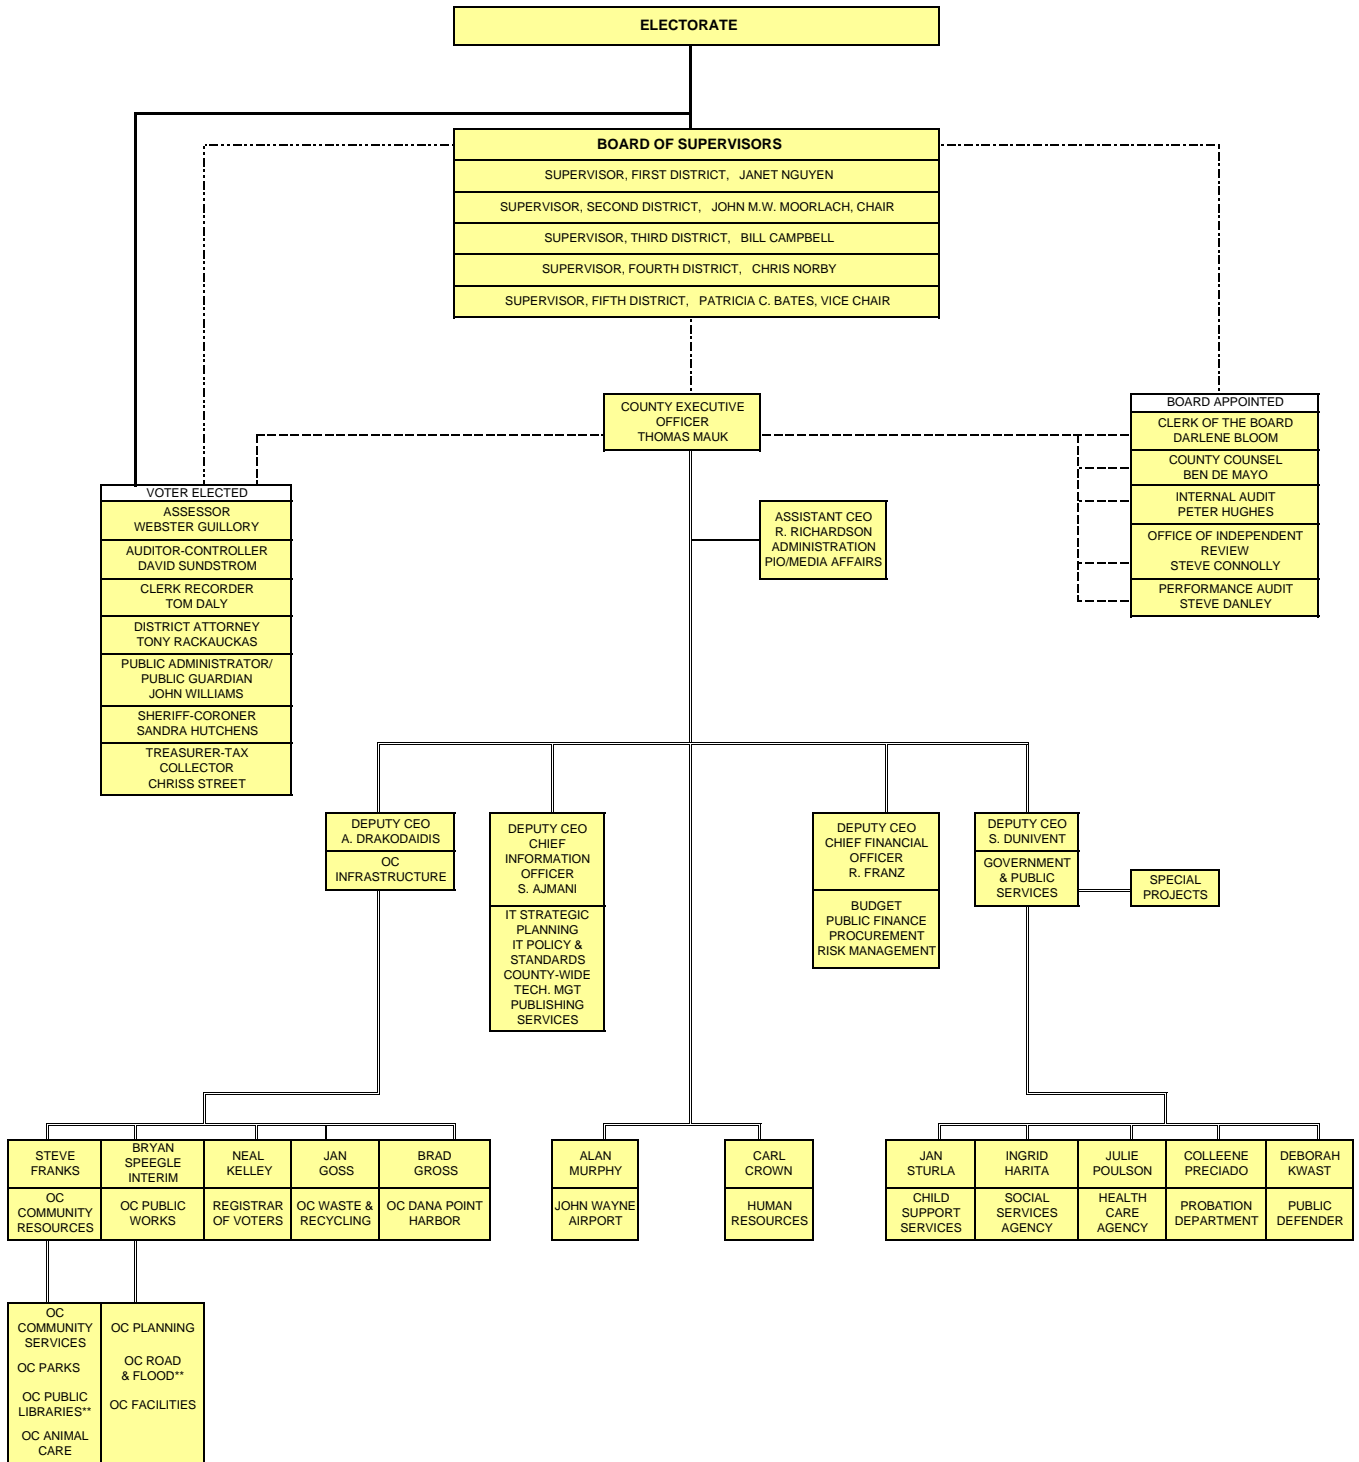 ELECTORATE
BOARD OF SUPERVISORS
SUPERVISOR, FIRST DISTRICT, JANET NGUYEN
SUPERVISOR, SECOND DISTRICT, JOHN M.W. MOORLACH, CHAIR
SUPERVISOR, THIRD DISTRICT, BILL CAMPBELL
SUPERVISOR, FOURTH DISTRICT, CHRIS NORBY
SUPERVISOR, FIFTH DISTRICT, PATRICIA C. BATES, VICE CHAIR
COUNTY EXECUTIVE
OFFICER
THOMAS MAUK
BOARD APPOINTED
CLERK OF THE BOARD
DARLENE BLOOM
COUNTY COUNSEL
BEN DE MAYO
INTERNAL AUDIT
PETER HUGHES
OFFICE OF INDEPENDENT
REVIEW
STEVE CONNOLLY
PERFORMANCE AUDIT
STEVE DANLEY
VOTER ELECTED
ASSESSOR
WEBSTER GUILLORY
AUDITOR-CONTROLLER
DAVID SUNDSTROM
CLERK RECORDER
TOM DALY
DISTRICT ATTORNEY
TONY RACKAUCKAS
PUBLIC ADMINISTRATOR/
PUBLIC GUARDIAN
JOHN WILLIAMS
SHERIFF-CORONER
SANDRA HUTCHENS
TREASURER-TAX
COLLECTOR
CHRISS STREET
ASSISTANT CEO
R. RICHARDSON
ADMINISTRATION
PIO/MEDIA AFFAIRS
DEPUTY CEO
A. DRAKODAIDIS
OC
INFRASTRUCTURE
DEPUTY CEO
CHIEF
INFORMATION
OFFICER
S. AJMANI
IT STRATEGIC
PLANNING
IT POLICY &
STANDARDS
COUNTY-WIDE
TECH. MGT
PUBLISHING
SERVICES
DEPUTY CEO
CHIEF FINANCIAL
OFFICER
R. FRANZ
BUDGET
PUBLIC FINANCE
PROCUREMENT
RISK MANAGEMENT
DEPUTY CEO
S. DUNIVENT
GOVERNMENT
& PUBLIC
SERVICES
SPECIAL
PROJECTS
STEVE
FRANKS
OC
COMMUNITY
RESOURCES
BRYAN
SPEEGLE
INTERIM
OC PUBLIC
WORKS
NEAL
KELLEY
REGISTRAR
OF VOTERS
JAN
GOSS
OC WASTE &
RECYCLING
BRAD
GROSS
OC DANA POINT
HARBOR
ALAN
MURPHY
JOHN WAYNE
AIRPORT
CARL
CROWN
HUMAN
RESOURCES
JAN
STURLA
CHILD
SUPPORT
SERVICES
INGRID
HARITA
SOCIAL
SERVICES
AGENCY
JULIE
POULSON
HEALTH
CARE
AGENCY
COLLEENE
PRECIADO
PROBATION
DEPARTMENT
DEBORAH
KWAST
PUBLIC
DEFENDER
OC
COMMUNITY
SERVICES
OC PARKS
OC PUBLIC
LIBRARIES**
OC ANIMAL
CARE
OC PLANNING
OC ROAD
& FLOOD**
OC FACILITIES